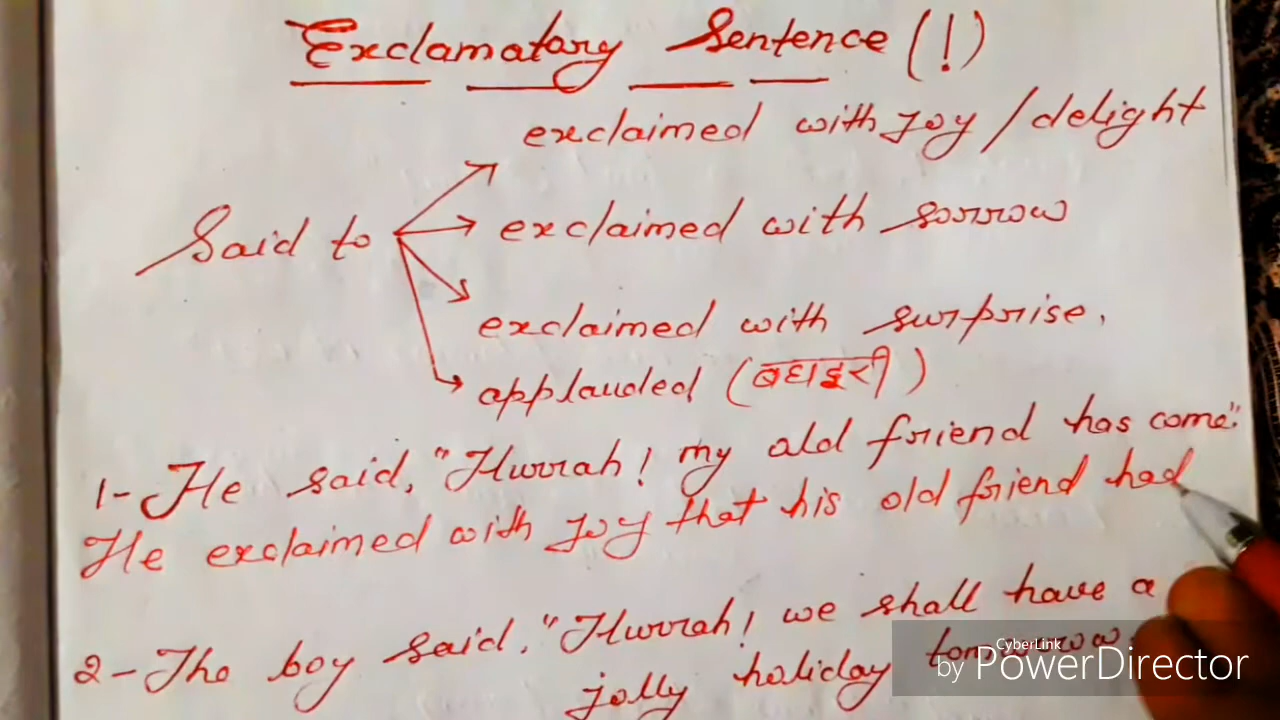 Exclamatory Sentence (!)
exclaimed with Joy / delight
Said to
exclaimed with sorrow
exclaimed with surprise.
applauded (बधाइरी)
1- He said, "Hurrah! my old friend has come"
He exclaimed with Joy that his old friend had
2- The boy said, "Hurrah! we shall have a
jolly holiday tomorrow.
CyberLink
by PowerDirector